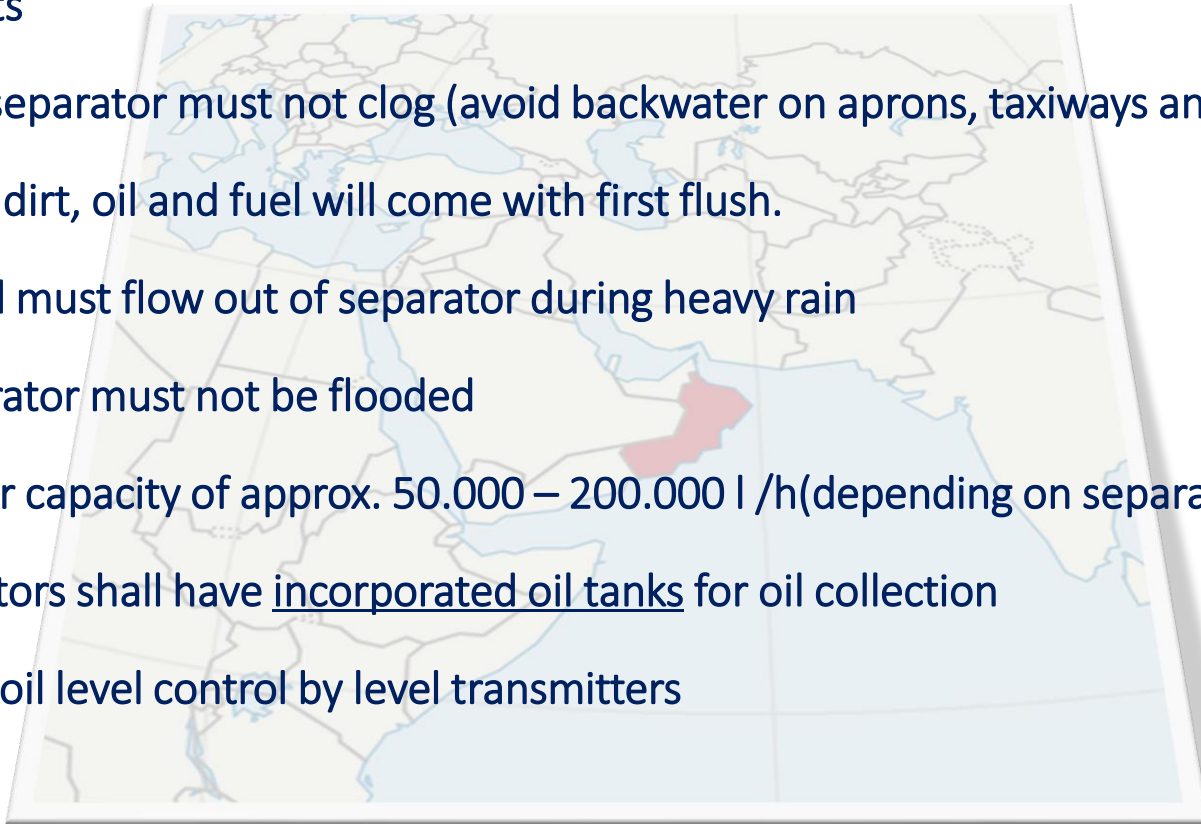 ts
separator must not clog (avoid backwater on aprons, taxiways an
dirt, oil and fuel will come with first flush.
l must flow out of separator during heavy rain
rator must not be flooded
r capacity of approx. 50.000 – 200.000 l /h(depending on separa
tors shall have incorporated oil tanks for oil collection
oil level control by level transmitters